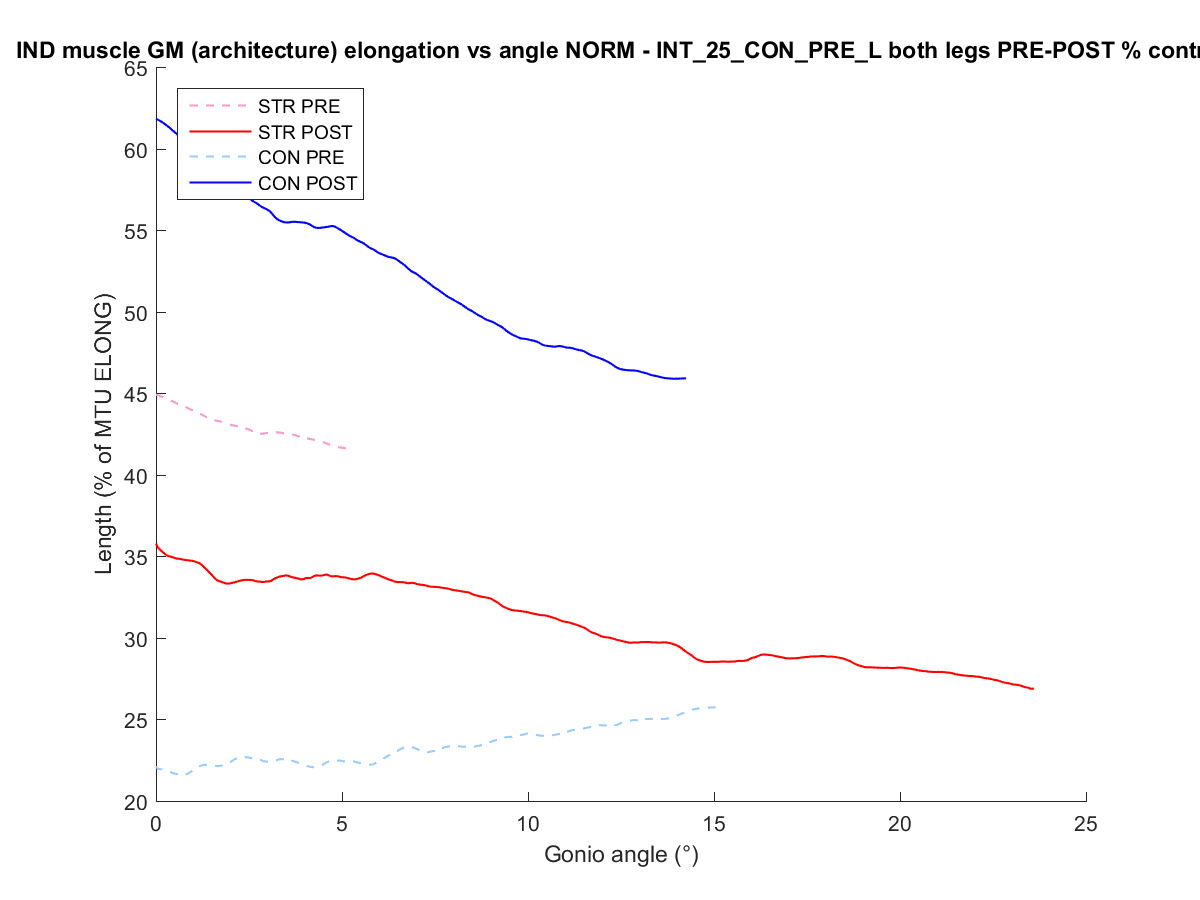 IND muscle GM (architecture) elongation vs angle NORM - INT_25_CON_PRE_L both legs PRE-POST % contr
65
60
55
50
45
40
35
30
25
20
Length (% of MTU ELONG)
STR PRE
STR POST
CON PRE
CON POST
0
5
10
15
20
25
Gonio angle (°)